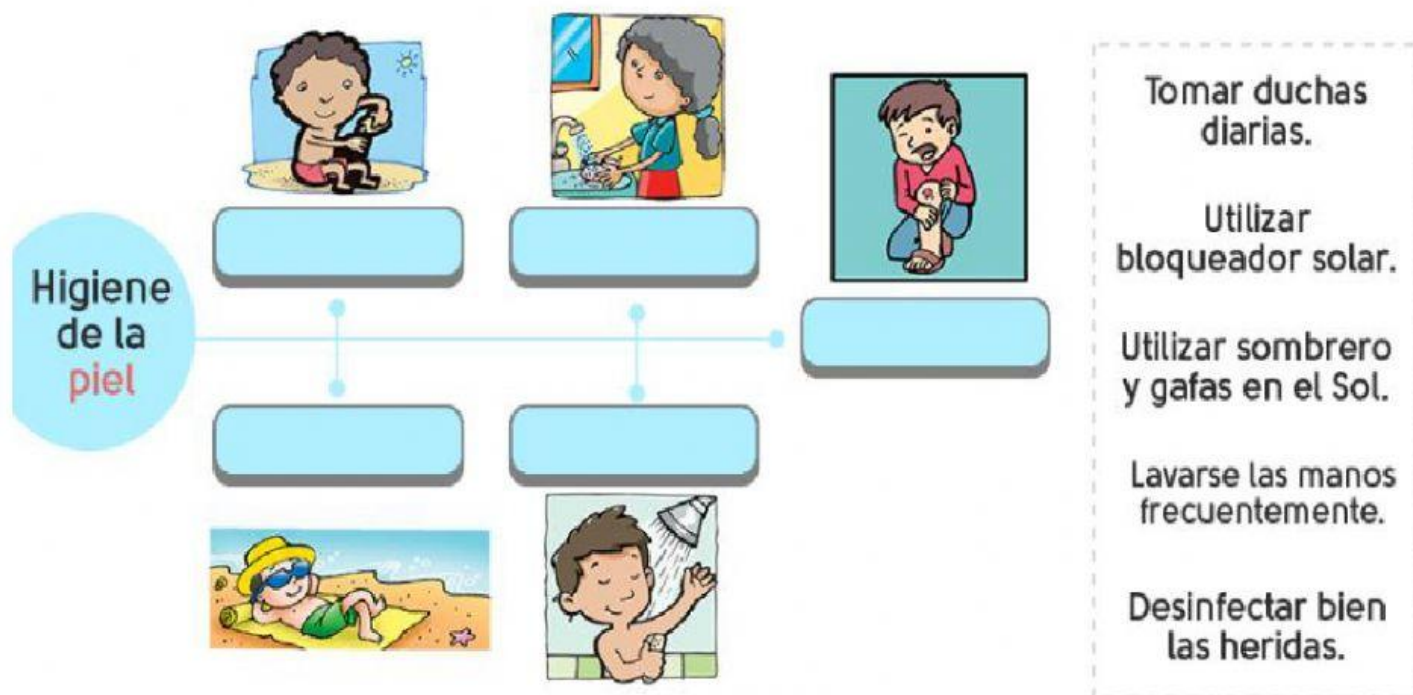 Higiene
de la
piel
Tomar duchas
diarias.
Utilizar
bloqueador solar.
Utilizar sombrero
y gafas en el Sol.
Lavarse las manos
frecuentemente.
Desinfectar bien
las heridas.